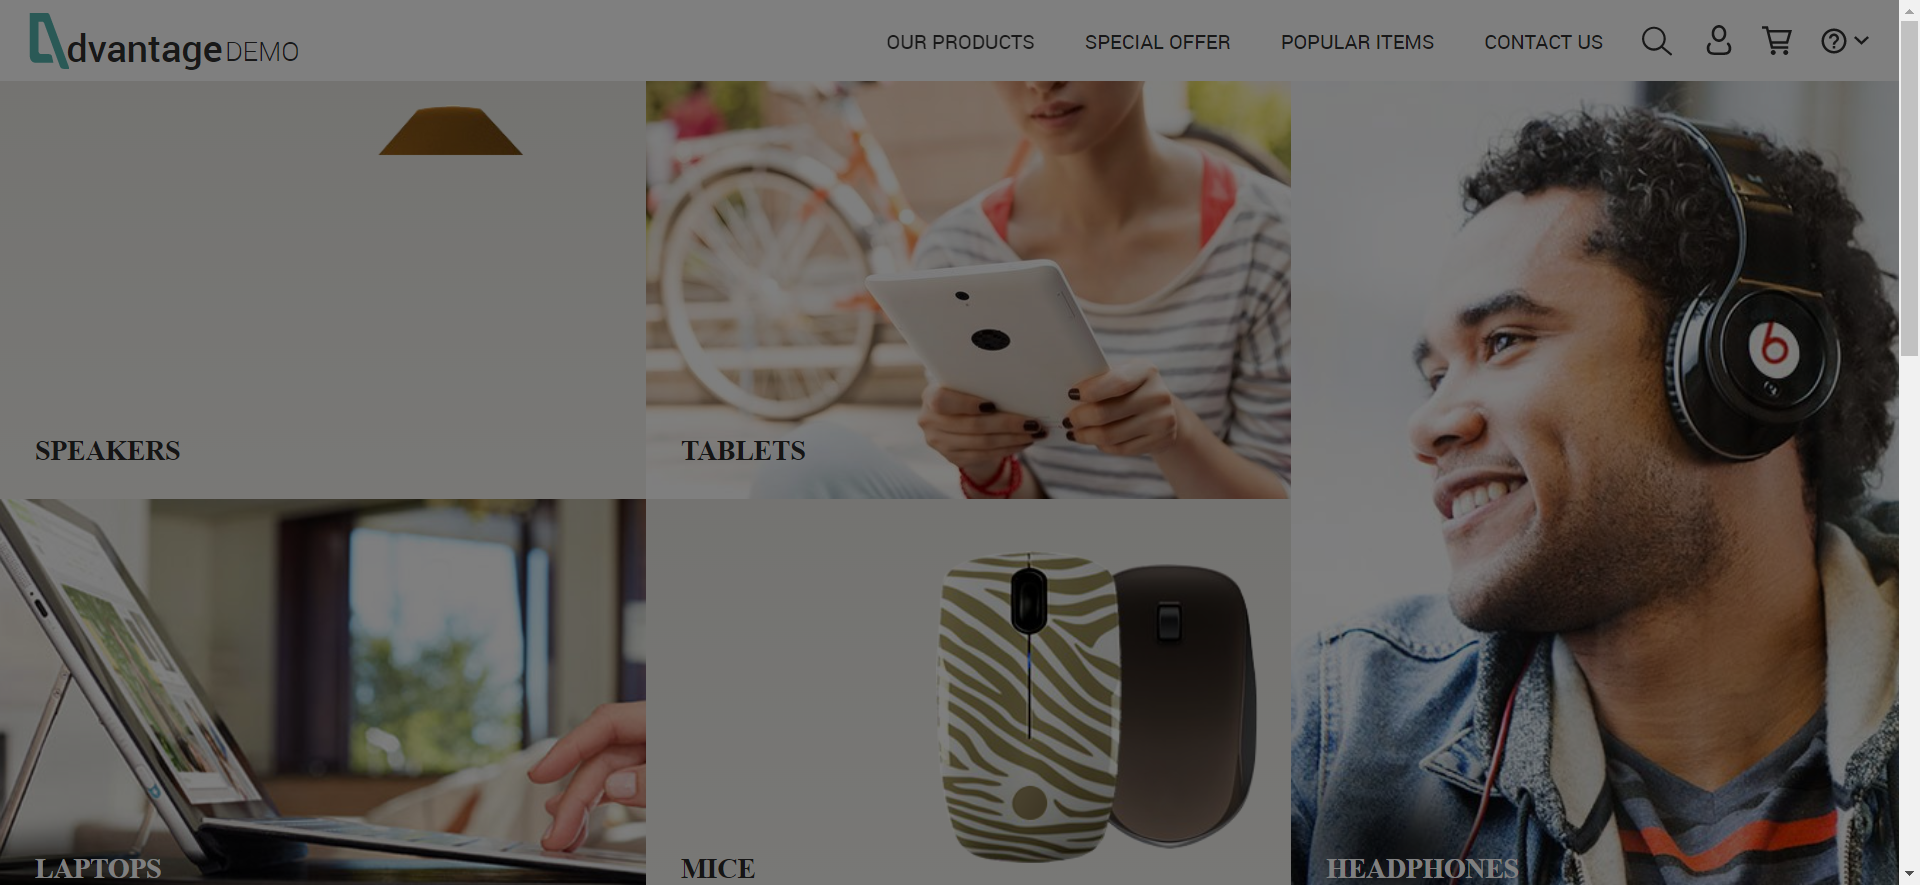 dvantage DEMO
OUR PRODUCTS
SPECIAL OFFER
POPULAR ITEMS
CONTACT US
SPEAKERS
TABLETS
LAPTOPS
MICE
HEADPHONES